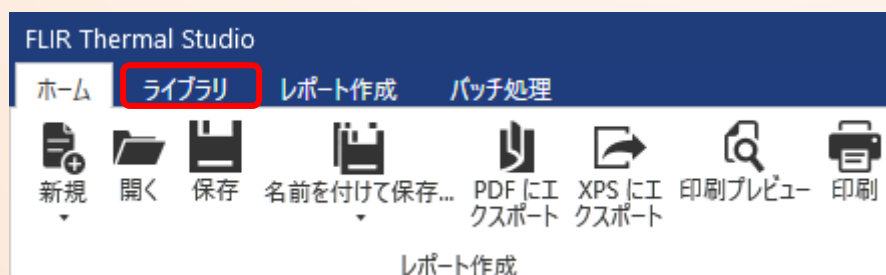 FLIR Thermal Studio
ホーム ライブラリ レポート作成 バッチ処理
新規 開く 保存 名前を付けて保存... PDF にエ XPS にエ 印刷プレビュー 印刷
クスポート クスポート
レポート作成